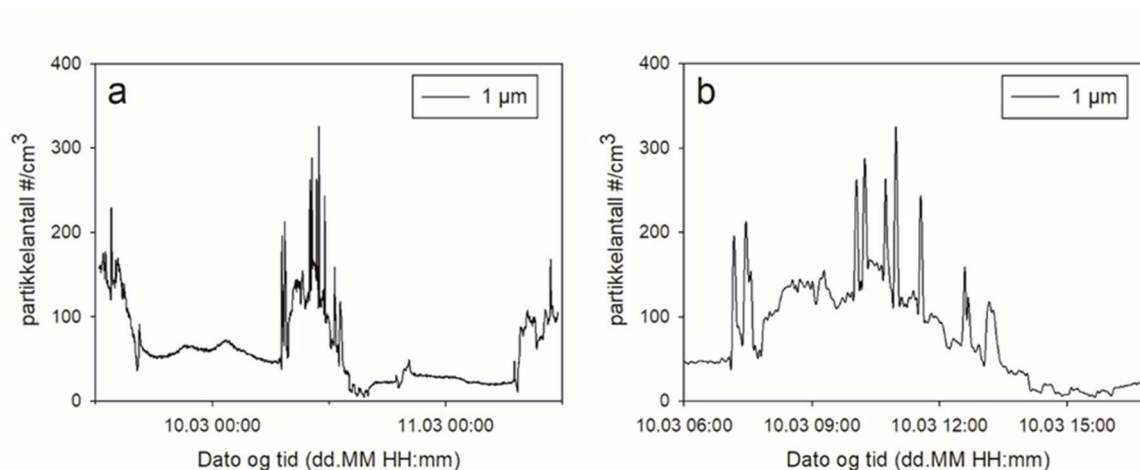 a
1 µm
400
300
200
100
0
partikkelantall #/cm³
10.03 00:00
11.03 00:00
Dato og tid (dd.MM HH:mm)
b
1 µm
400
300
200
100
0
partikkelantall #/cm³
10.03 06:00
10.03 09:00
10.03 12:00
10.03 15:00
Dato og tid (dd.MM HH:mm)